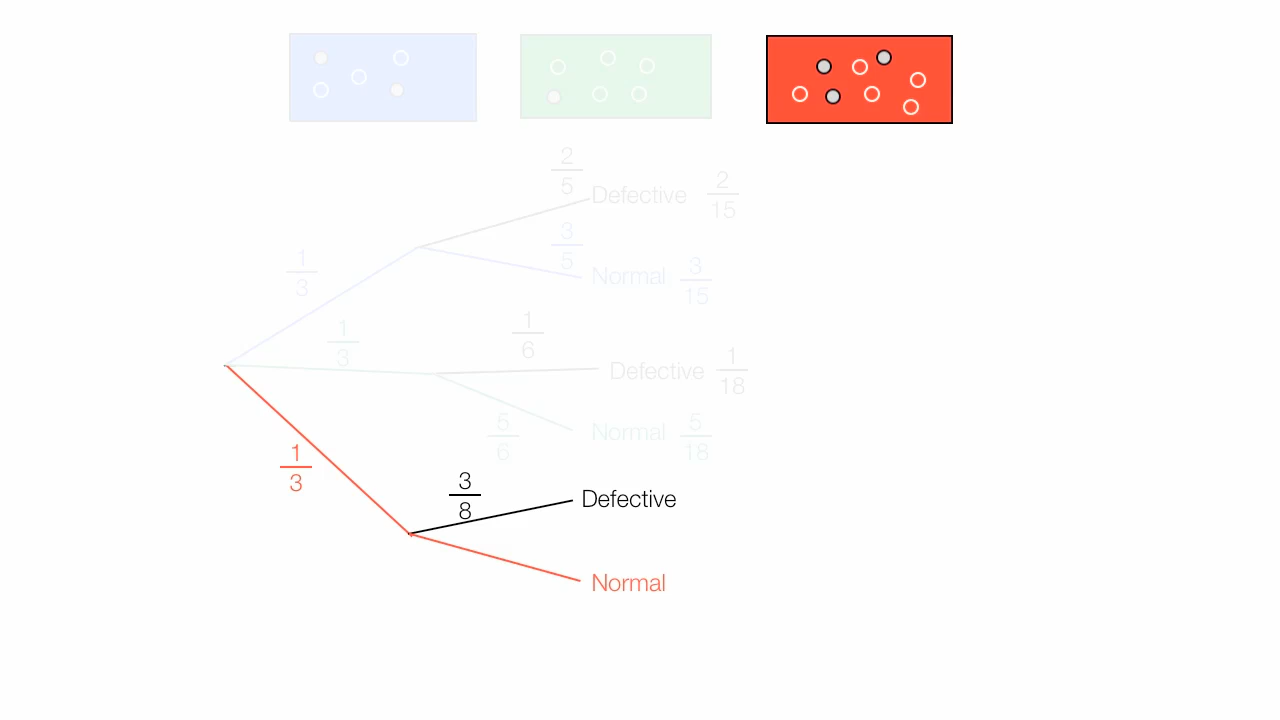 2/5
Defective 2/15
3/5
1/3
Normal 3/15
1/3
1/6
Defective 1/18
5/6
Normal 5/18
1/3
3/8
Defective
Normal